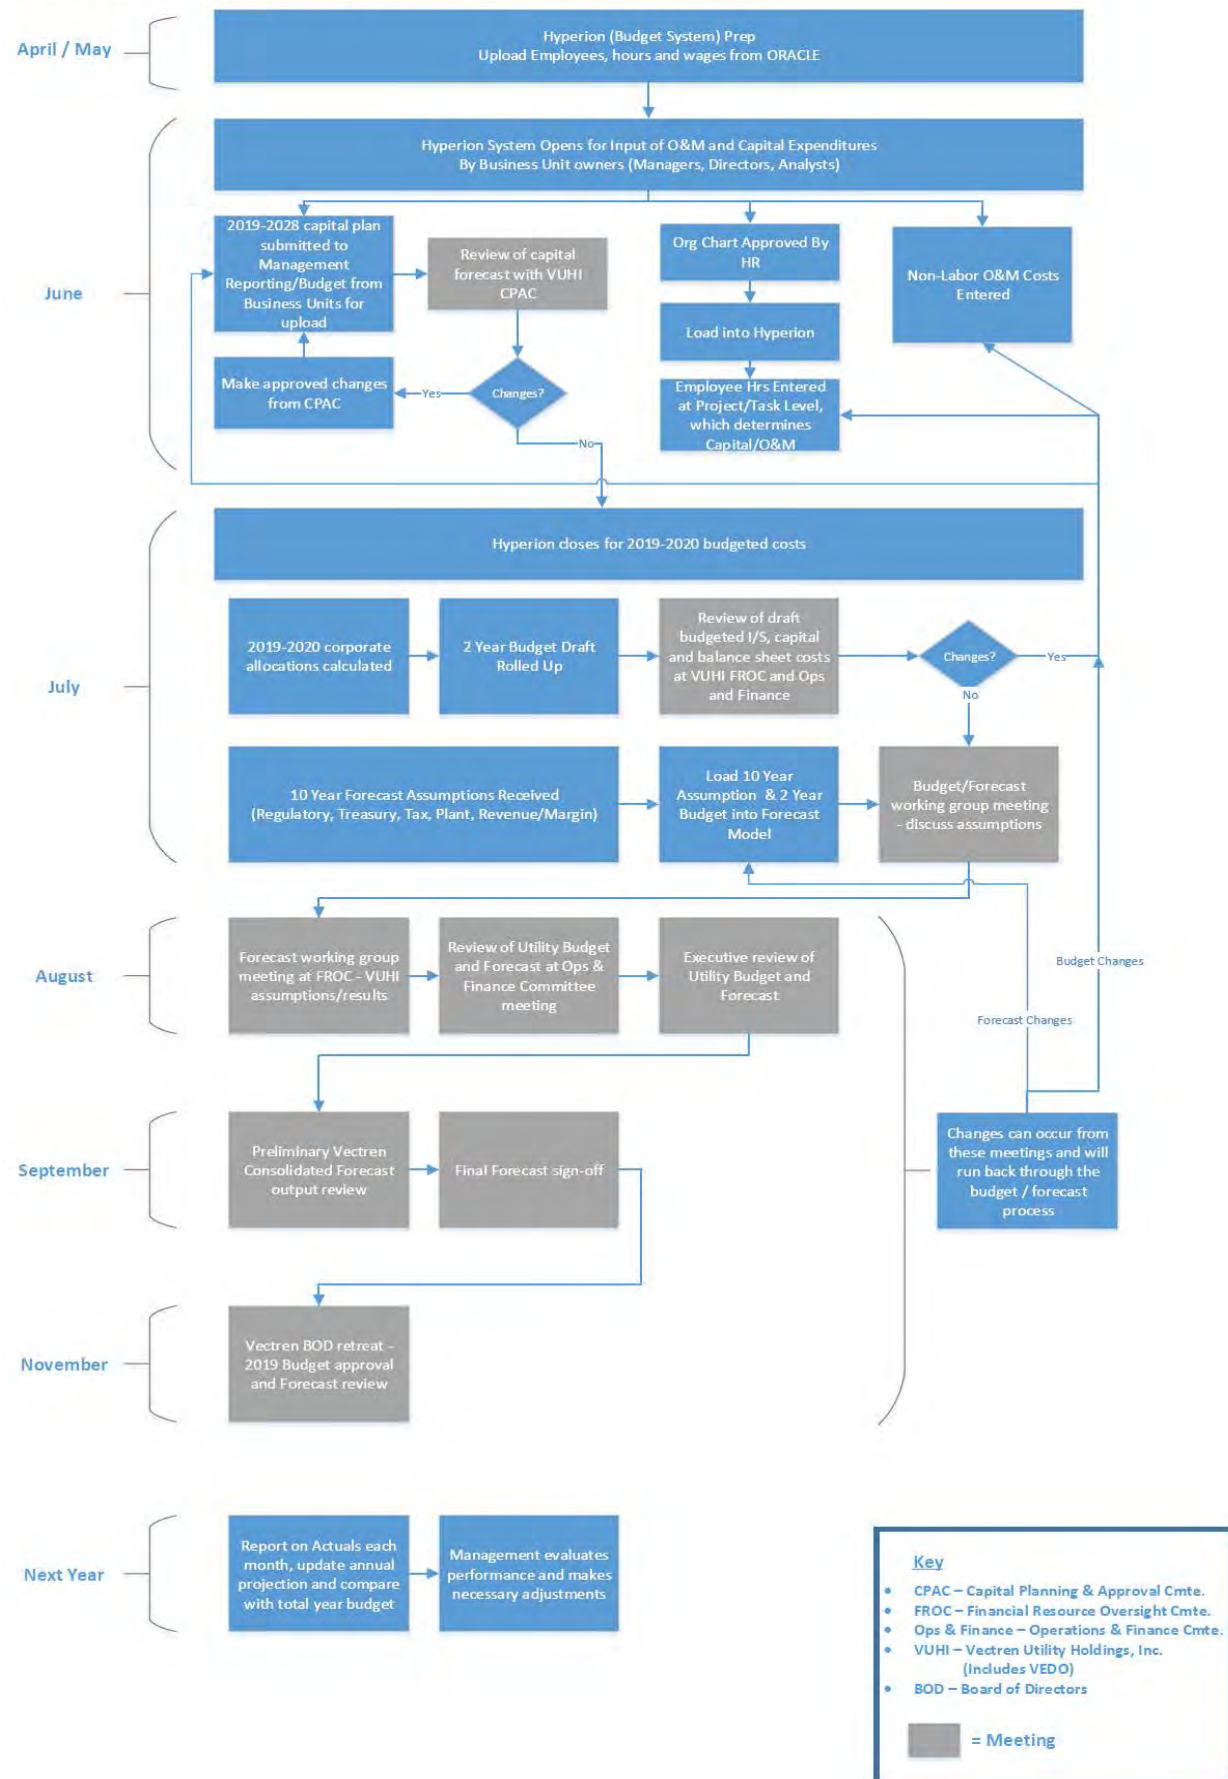 April / May
Hyperion (Budget System) Prep
Upload Employees, hours and wages from ORACLE
June
Hyperion System Opens for Input of O&M and Capital Expenditures
By Business Unit owners (Managers, Directors, Analysts)
2019-2028 capital plan
submitted to
Management
Reporting/Budget from
Business Units for
upload
Review of capital
forecast with VUHI
CPAC
Org Chart Approved By
HR
Non-Labor O&M Costs
Entered
Load into Hyperion
Make approved changes
from CPAC
Yes
Changes?
No
Employee Hrs Entered
at Project/Task Level,
which determines
Capital/O&M
July
Hyperion closes for 2019-2020 budgeted costs
2019-2020 corporate
allocations calculated
2 Year Budget Draft
Rolled Up
Review of draft
budgeted I/S, capital
and balance sheet costs
at VUHI FROC and Ops
and Finance
Changes?
Yes
No
10 Year Forecast Assumptions Received
(Regulatory, Treasury, Tax, Plant, Revenue/Margin)
Load 10 Year
Assumption & 2 Year
Budget into Forecast
Model
Budget/Forecast
working group meeting
- discuss assumptions
August
Forecast working group
meeting at FROC - VUHI
assumptions/results
Review of Utility Budget
and Forecast at Ops &
Finance Committee
meeting
Executive review of
Utility Budget and
Forecast
Budget Changes
Forecast Changes
September
Preliminary Vectren
Consolidated Forecast
output review
Final Forecast sign-off
Changes can occur from
these meetings and will
run back through the
budget / forecast
process
November
Vectren BOD retreat -
2019 Budget approval
and Forecast review
Next Year
Report on Actuals each
month, update annual
projection and compare
with total year budget
Management evaluates
performance and makes
necessary adjustments
Key
• CPAC – Capital Planning & Approval Cmte.
• FROC – Financial Resource Oversight Cmte.
• Ops & Finance – Operations & Finance Cmte.
• VUHI – Vectren Utility Holdings, Inc.
(Includes VEDO)
• BOD – Board of Directors
= Meeting